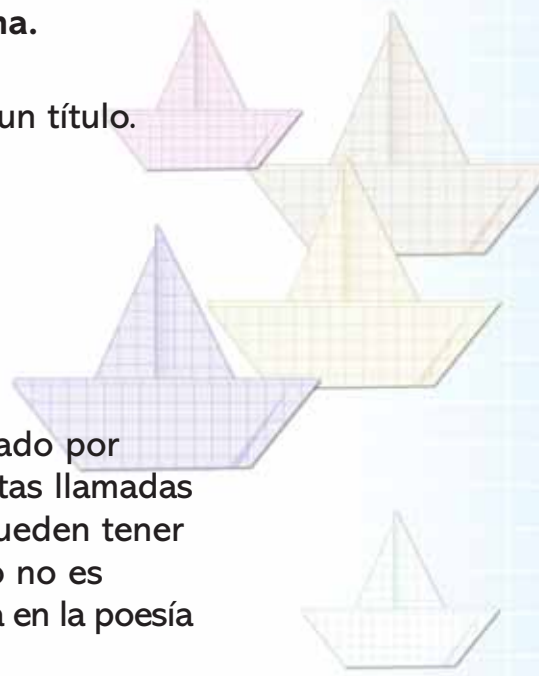 na.
un título.
ado por
tas llamadas
ueden tener
o no es
a en la poesía